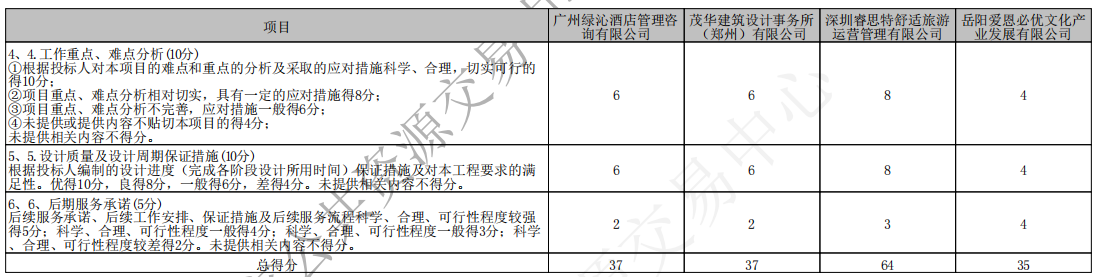 项目 广州绿沁酒店管理咨询有限公司 茂华建筑设计事务所（郑州）有限公司 深圳睿思特舒适旅游运营管理有限公司 岳阳爱恩必优文化产业发展有限公司
4、4.工作重点、难点分析(10分)
①根据投标人对本项目的难点和重点的分析及采取的应对措施科学、合理，切实可行的
得10分；
②项目重点、难点分析相对切实，具有一定的应对措施得8分；
③项目重点、难点分析不完善，应对措施一般得6分；
④未提供或提供内容不贴切本项目的得4分；
未提供相关内容不得分。
6 6 8 4
5、5.设计质量及设计周期保证措施(10分)
根据投标人编制的设计进度（完成各阶段设计所用时间）保证措施及对本工程要求的满
足性。优得10分，良得8分，一般得6分，差得4分。未提供相关内容不得分。
6 6 8 4
6、6、后期服务承诺(5分)
后续服务承诺、后续工作安排、保证措施及后续服务流程科学、合理、可行性程度较强
得5分；科学、合理、可行性程度一般得4分；科学、合理、可行性程度一般得3分；科学
、合理、可行性程度较差得2分。未提供相关内容不得分。
2 2 3 4
总得分 37 37 64 35
公共资源交易中心
交易中心